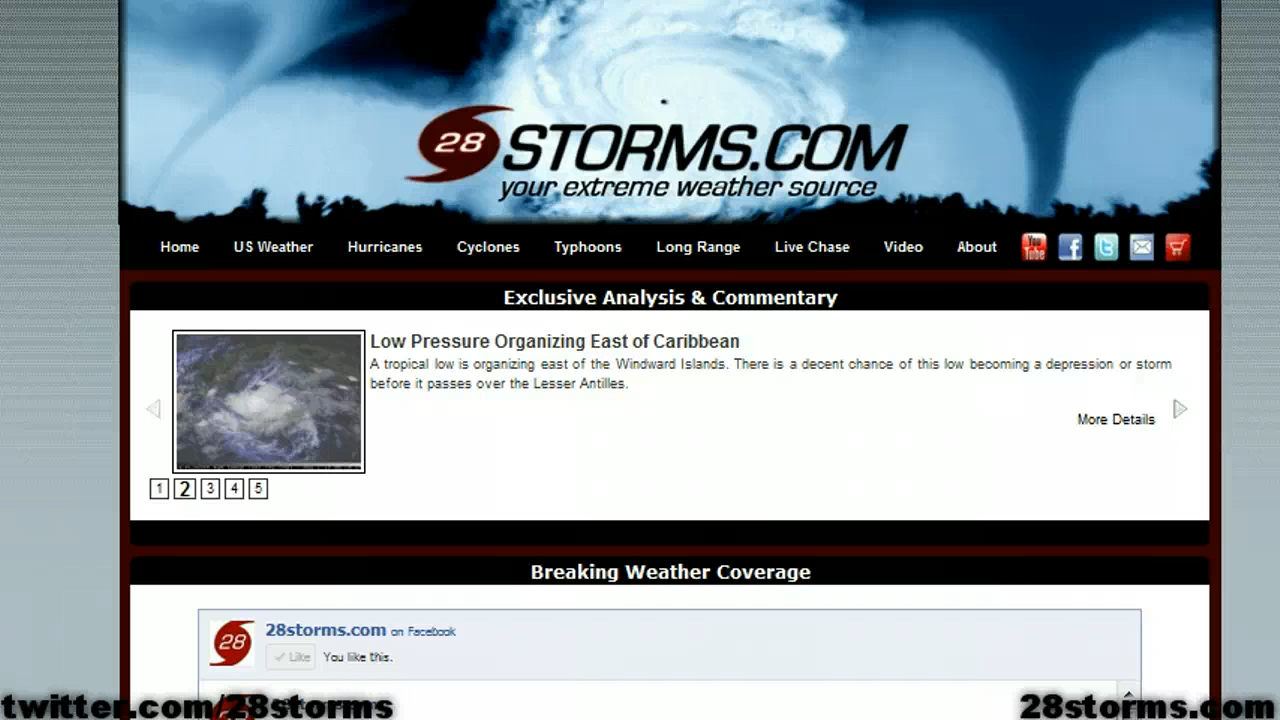 28
STORMS.COM
your extreme weather source
Home US Weather Hurricanes Cyclones Typhoons Long Range Live Chase Video About You Tube f t
Exclusive Analysis & Commentary
Low Pressure Organizing East of Caribbean
A tropical low is organizing east of the Windward Islands. There is a decent chance of this low becoming a depression or storm
before it passes over the Lesser Antilles.
More Details
1 2 3 4 5
Breaking Weather Coverage
28
28storms.com on Facebook
Like You like this.
twitter.com/28storms
28storms.com